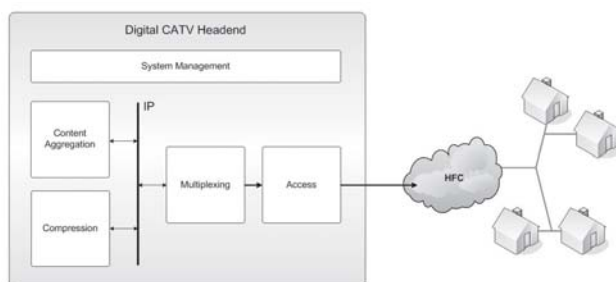 Digital CATV Headend
System Management
IP
Content
Aggregation
Multiplexing
Access
HFC
Compression